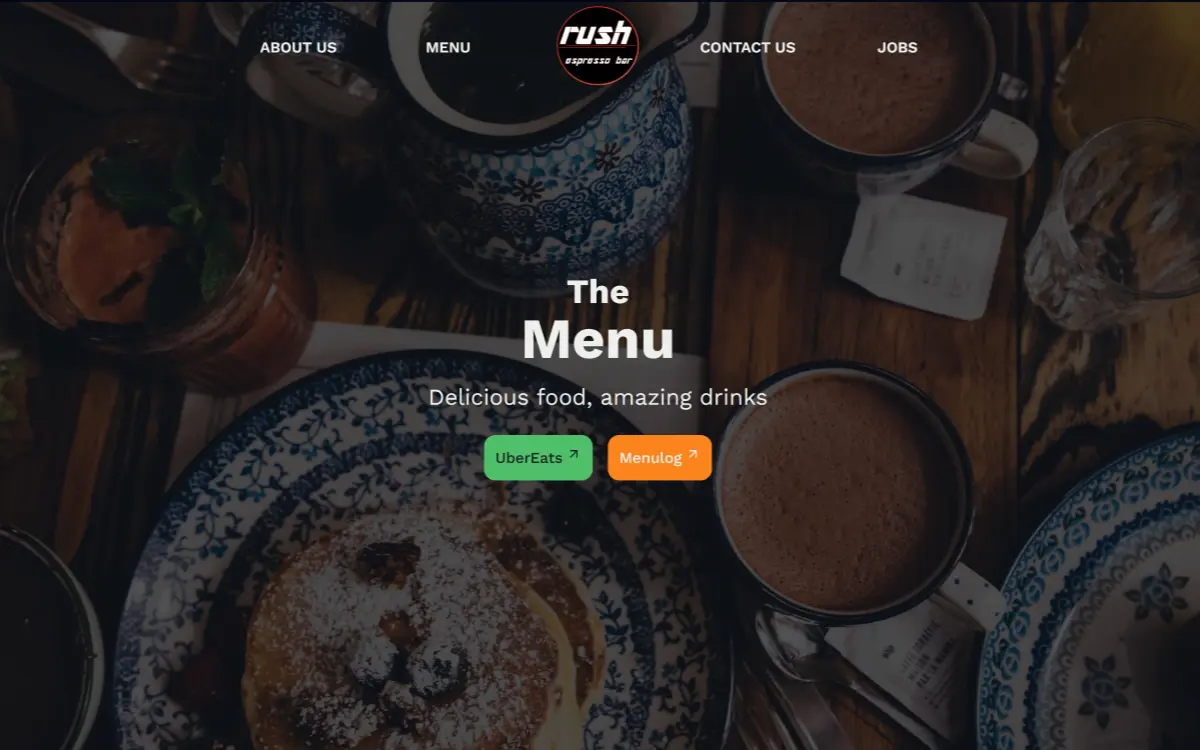 ABOUT US
MENU
rush
espresso bar
CONTACT US
JOBS
The
Menu
Delicious food, amazing drinks
UberEats
Menulog